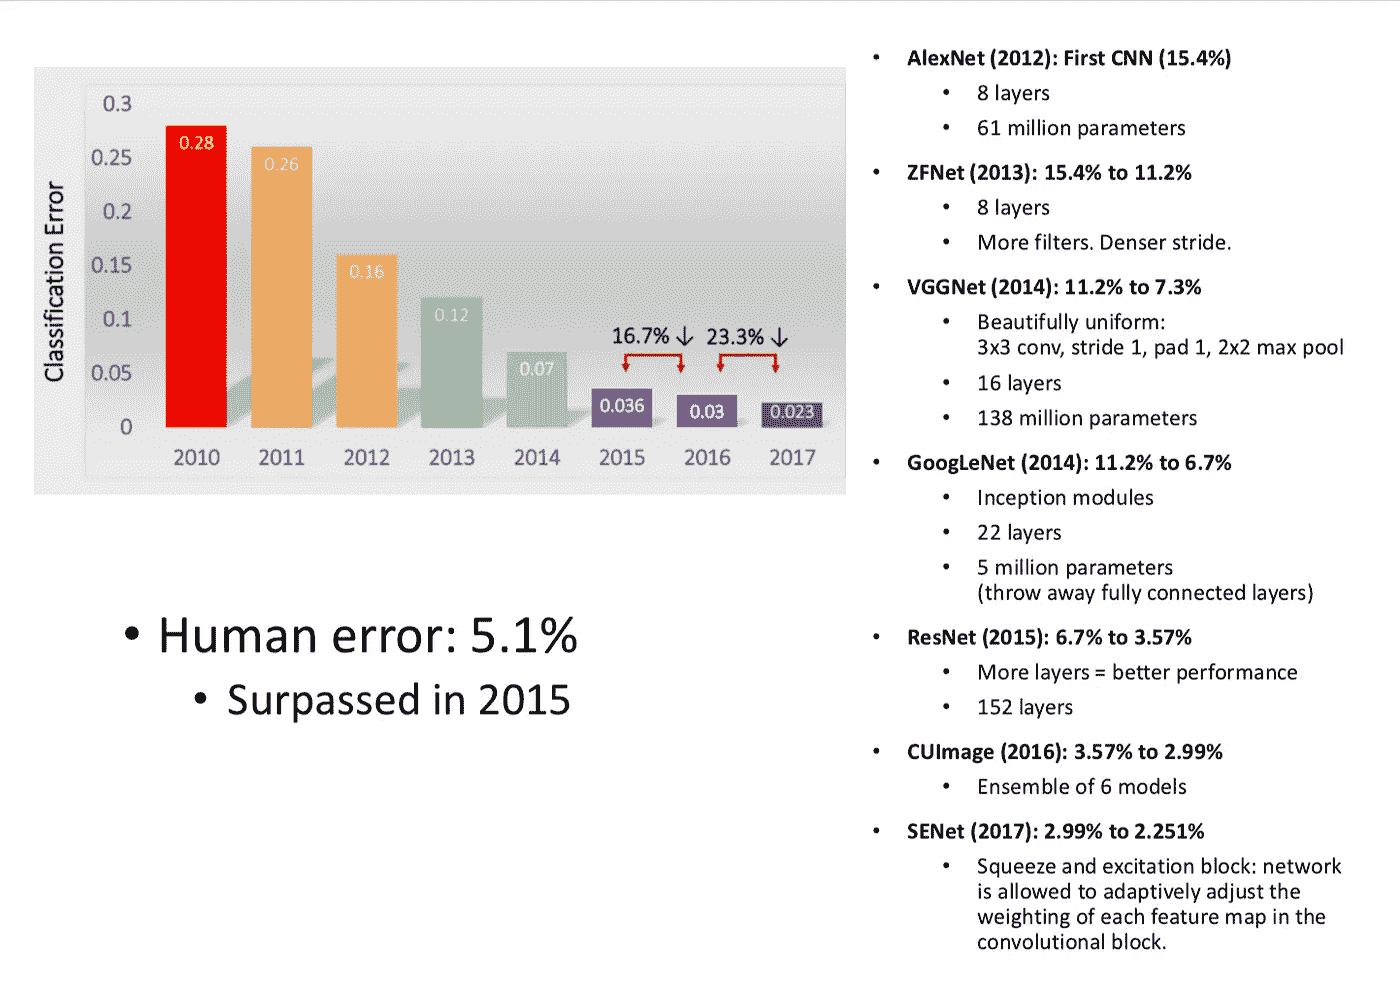 Classification Error
0.3
0.25
0.2
0.15
0.1
0.05
0
0.28
0.26
0.16
0.12
0.07
0.036
0.03
0.023
16.7% ↓ 23.3% ↓
2010 2011 2012 2013 2014 2015 2016 2017
• Human error: 5.1%
• Surpassed in 2015
• AlexNet (2012): First CNN (15.4%)
• 8 layers
• 61 million parameters
• ZFNet (2013): 15.4% to 11.2%
• 8 layers
• More filters. Denser stride.
• VGGNet (2014): 11.2% to 7.3%
• Beautifully uniform:
3x3 conv, stride 1, pad 1, 2x2 max pool
• 16 layers
• 138 million parameters
• GoogLeNet (2014): 11.2% to 6.7%
• Inception modules
• 22 layers
• 5 million parameters
(throw away fully connected layers)
• ResNet (2015): 6.7% to 3.57%
• More layers = better performance
• 152 layers
• CUImage (2016): 3.57% to 2.99%
• Ensemble of 6 models
• SENet (2017): 2.99% to 2.251%
• Squeeze and excitation block: network
is allowed to adaptively adjust the
weighting of each feature map in the
convolutional block.